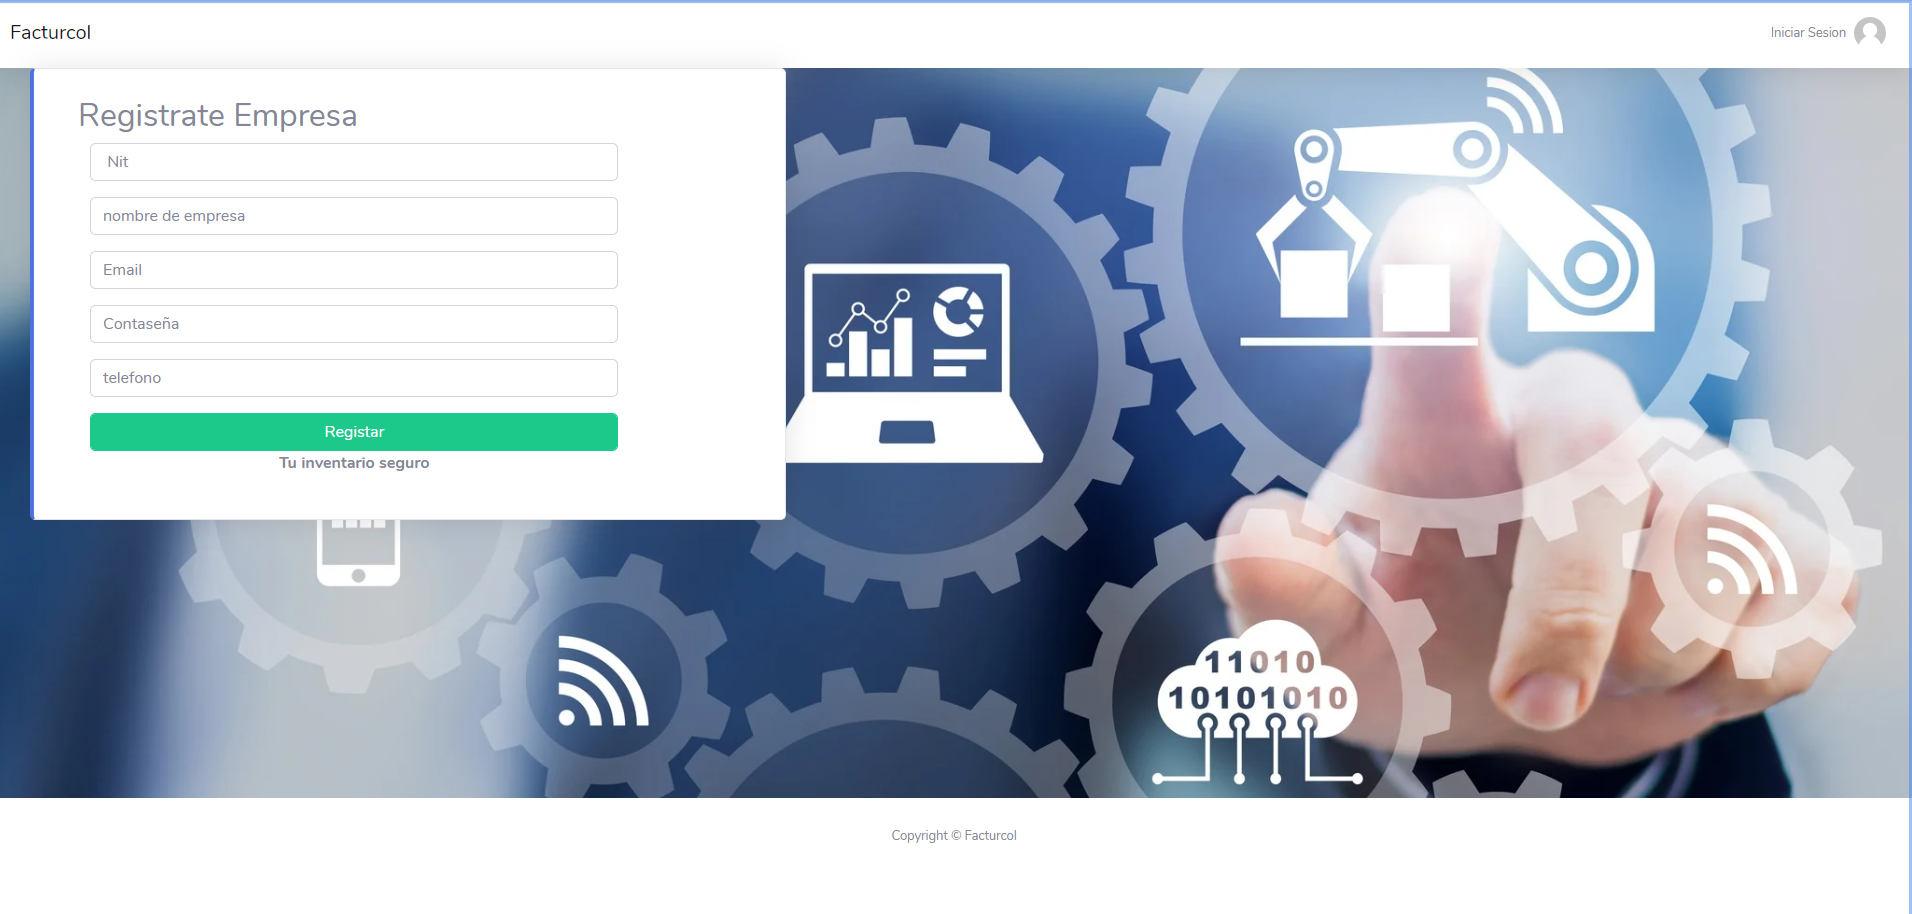 Facturcol
Iniciar Sesion
Registrate Empresa
Nit
nombre de empresa
Email
Contaseña
telefono
Registar
Tu inventario seguro
11010
10101010
Copyright © Facturcol